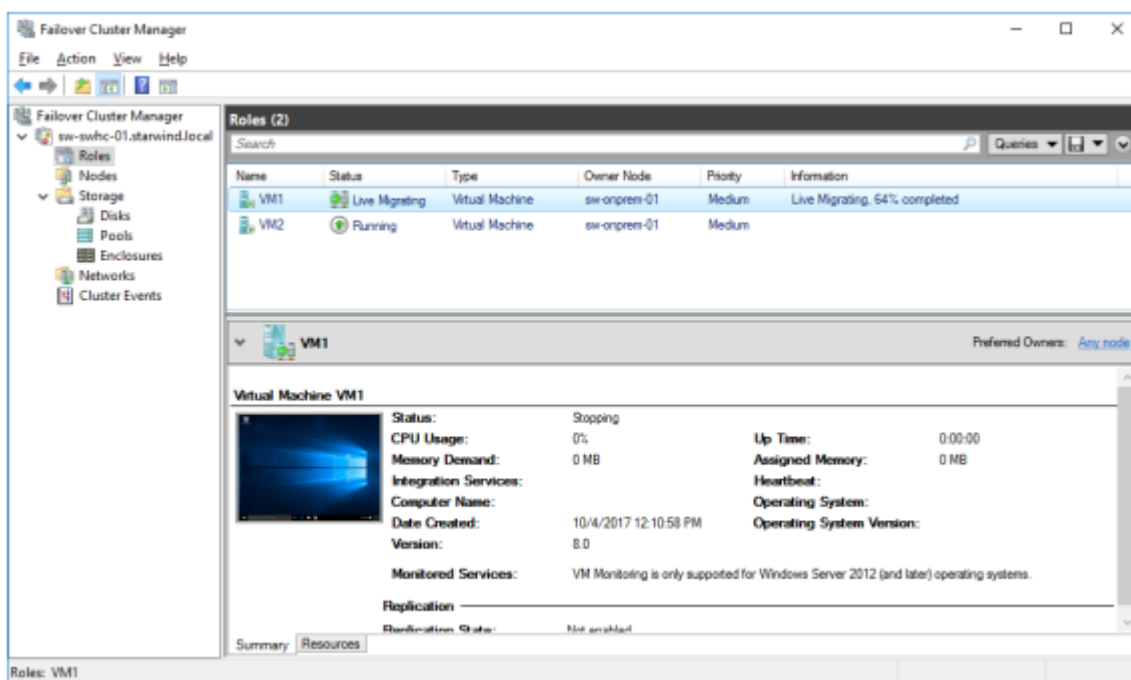 Failover Cluster Manager
File Action View Help
Failover Cluster Manager
sw-swhc-01.starwind.local
Roles
Nodes
Storage
Disks
Pools
Enclosures
Networks
Cluster Events
Roles (2)
Search Queries
Name Status Type Owner Node Priority Information
VM1 Live Migrating Virtual Machine sw-onprem-01 Medium Live Migrating, 64% completed
VM2 Running Virtual Machine sw-onprem-01 Medium
VM1 Preferred Owners: Any node
Virtual Machine VM1
Status: Stopping
CPU Usage: 0% Up Time: 0:00:00
Memory Demand: 0 MB Assigned Memory: 0 MB
Integration Services: Heartbeat:
Computer Name: Operating System:
Date Created: 10/4/2017 12:10:58 PM Operating System Version:
Version: 8.0
Monitored Services: VM Monitoring is only supported for Windows Server 2012 (and later) operating systems.
Replication
Replication State: Not enabled
Summary Resources
Roles: VM1